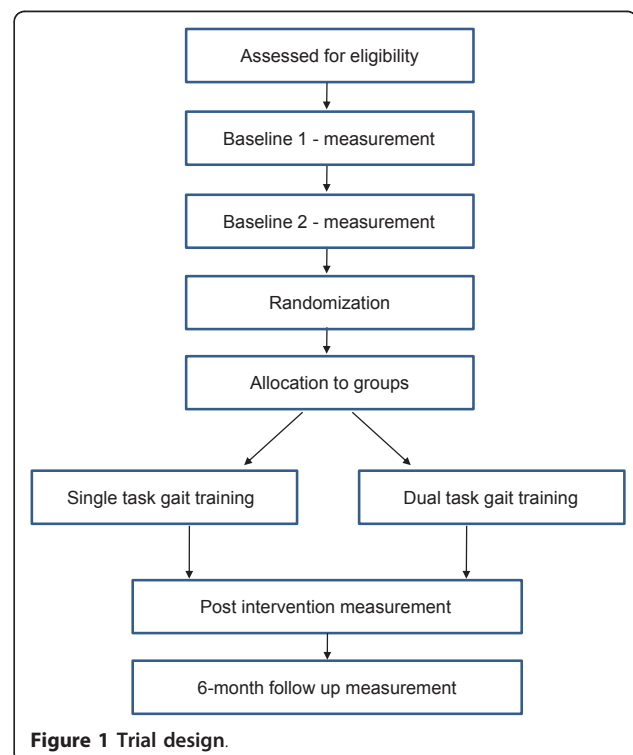 Assessed for eligibility
Baseline 1 - measurement
Baseline 2 - measurement
Randomization
Allocation to groups
Single task gait training
Dual task gait training
Post intervention measurement
6-month follow up measurement
Figure 1 Trial design.